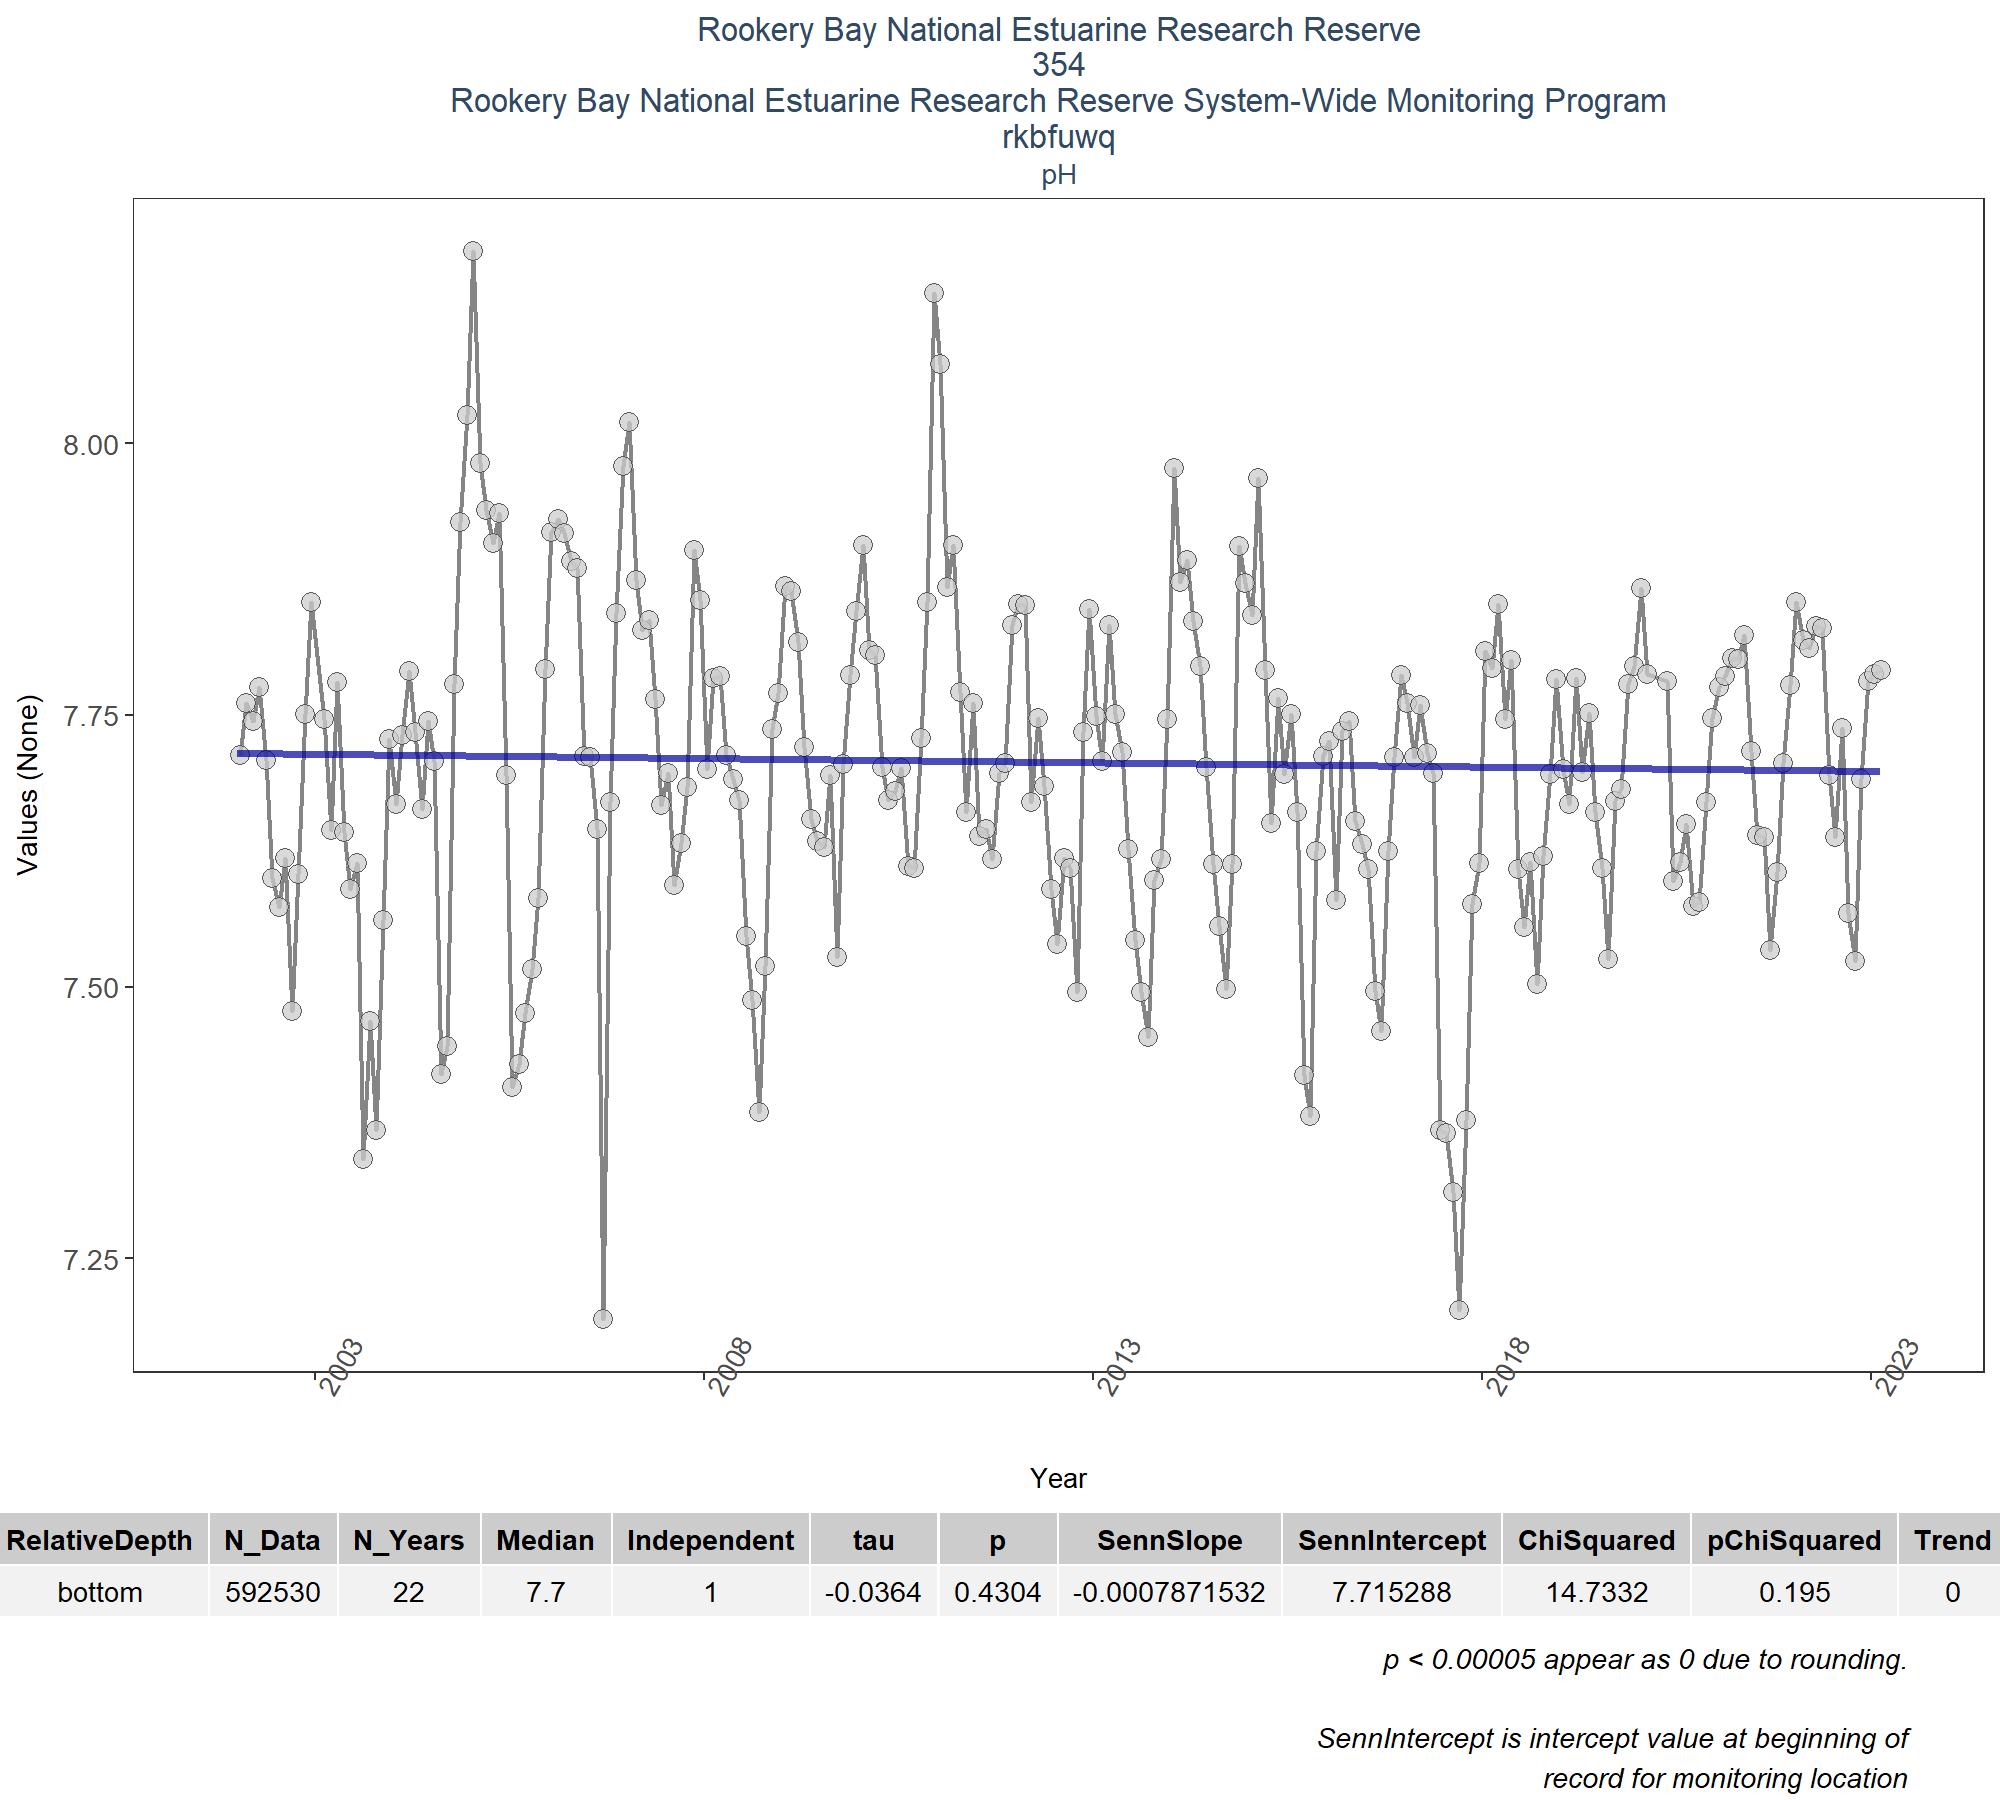 Rookery Bay National Estuarine Research Reserve
354
Rookery Bay National Estuarine Research Reserve System-Wide Monitoring Program
rkbfuwq
pH
Values (None)
8.00
7.75
7.50
7.25
2003 2008 2013 2018 2023
Year
RelativeDepth N_Data N_Years Median Independent tau p SennSlope SennIntercept ChiSquared pChiSquared Trend
bottom 592530 22 7.7 1 -0.0364 0.4304 -0.0007871532 7.715288 14.7332 0.195 0
p < 0.00005 appear as 0 due to rounding.
SennIntercept is intercept value at beginning of
record for monitoring location